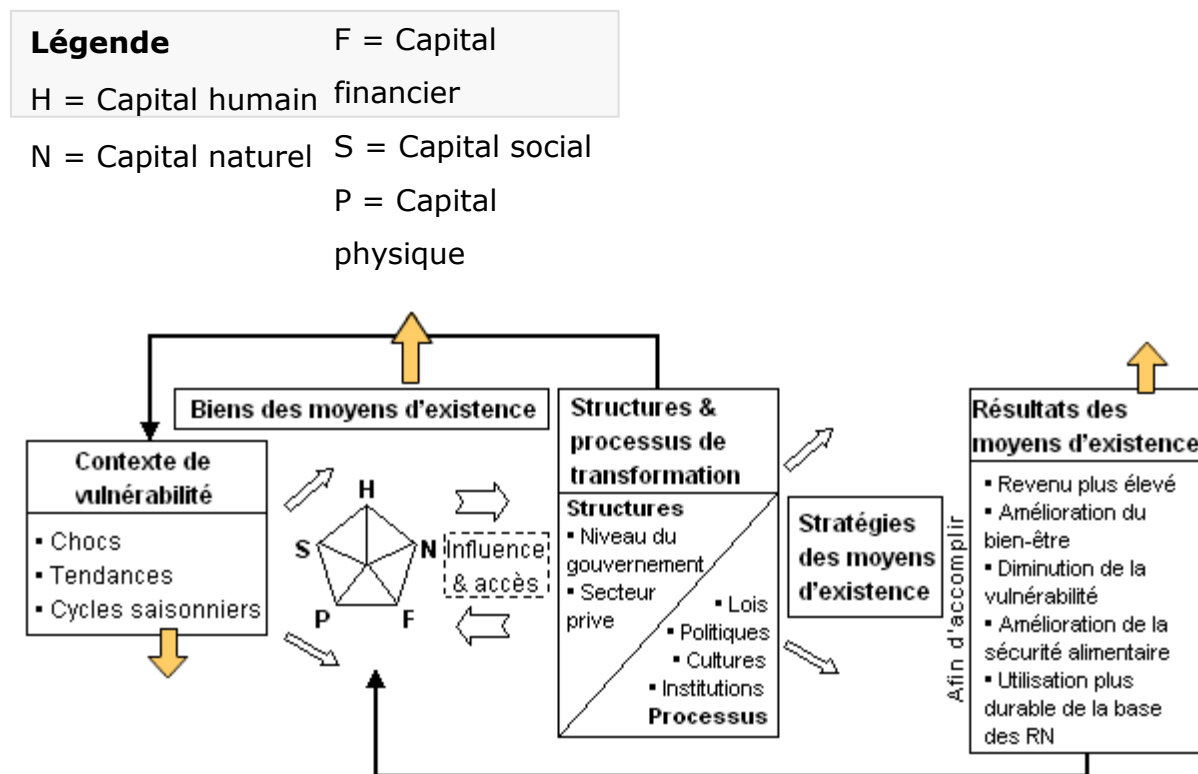 Légende
H = Capital humain
N = Capital naturel
F = Capital
financier
S = Capital social
P = Capital
physique
Biens des moyens d'existence
Contexte de
vulnérabilité
▪ Chocs
▪ Tendances
▪ Cycles saisonniers
H
S
N
P
F
Influence
& accès
Structures &
processus de
transformation
Structures
▪ Niveau du
gouvernement
▪ Secteur
prive
▪ Lois
▪ Politiques
▪ Cultures
▪ Institutions
Processus
Stratégies
des moyens
d'existence
Afin d'accomplir
Résultats des
moyens d'existence
▪ Revenu plus élevé
▪ Amélioration du
bien-être
▪ Diminution de la
vulnérabilité
▪ Amélioration de la
sécurité alimentaire
▪ Utilisation plus
durable de la base
des RN